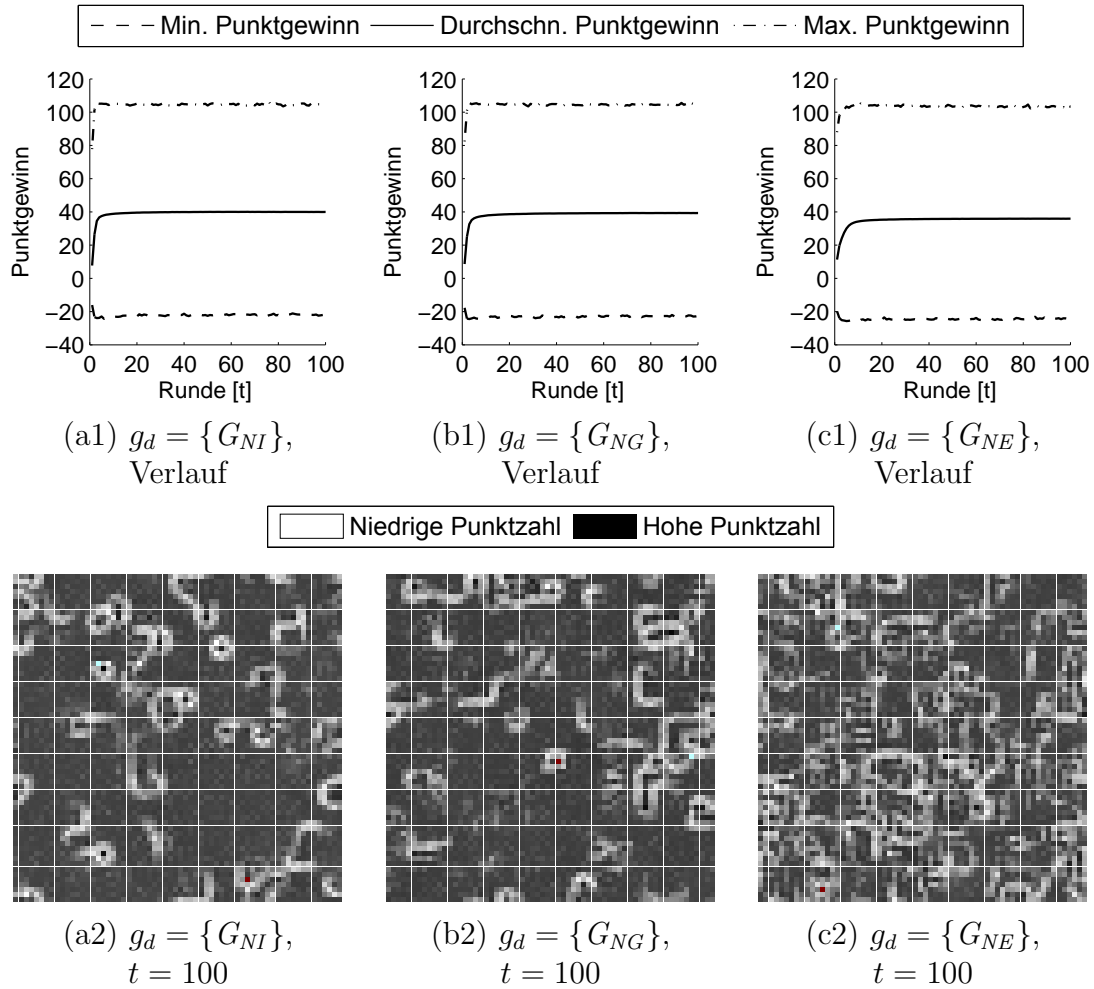 Min. Punktgewinn Durchschn. Punktgewinn Max. Punktgewinn
120
100
80
60
40
20
0
−20
−40
Punktgewinn
0 20 40 60 80 100
Runde [t]
120
100
80
60
40
20
0
−20
−40
Punktgewinn
0 20 40 60 80 100
Runde [t]
120
100
80
60
40
20
0
−20
−40
Punktgewinn
0 20 40 60 80 100
Runde [t]
(a1) g_d = {G_NI},
Verlauf
(b1) g_d = {G_NG},
Verlauf
(c1) g_d = {G_NE},
Verlauf
Niedrige Punktzahl Hohe Punktzahl
(a2) g_d = {G_NI},
t = 100
(b2) g_d = {G_NG},
t = 100
(c2) g_d = {G_NE},
t = 100